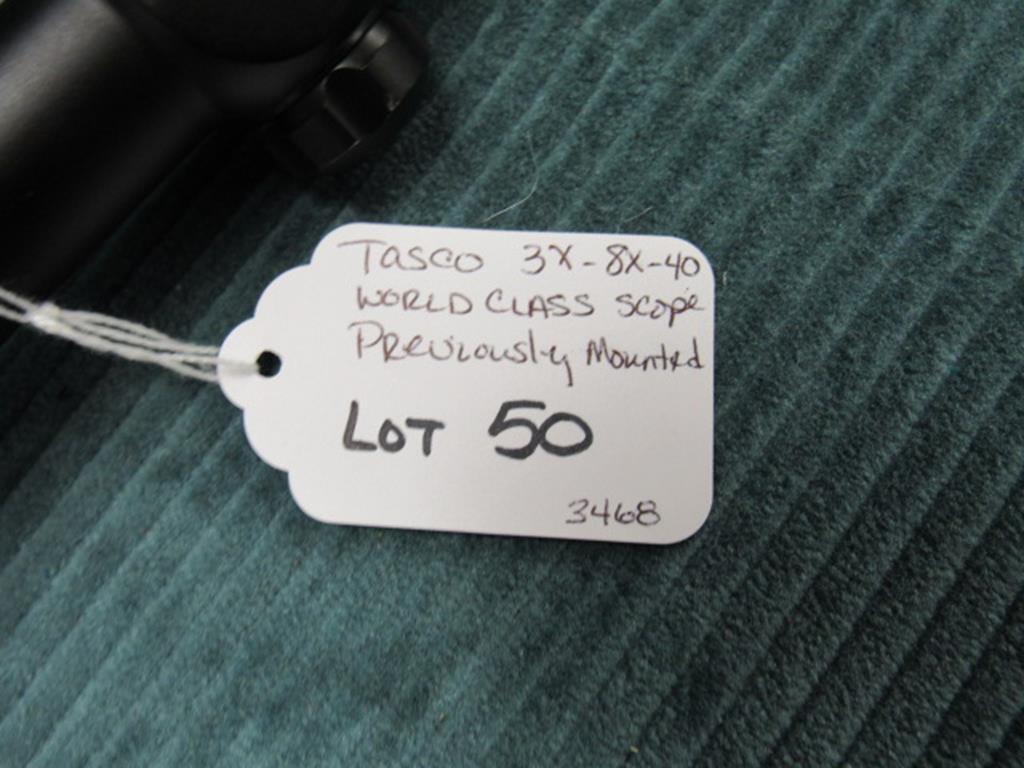 Tasco 3X-8X-40
WORLD CLASS Scope
Previously Mounted
LOT 50
3468